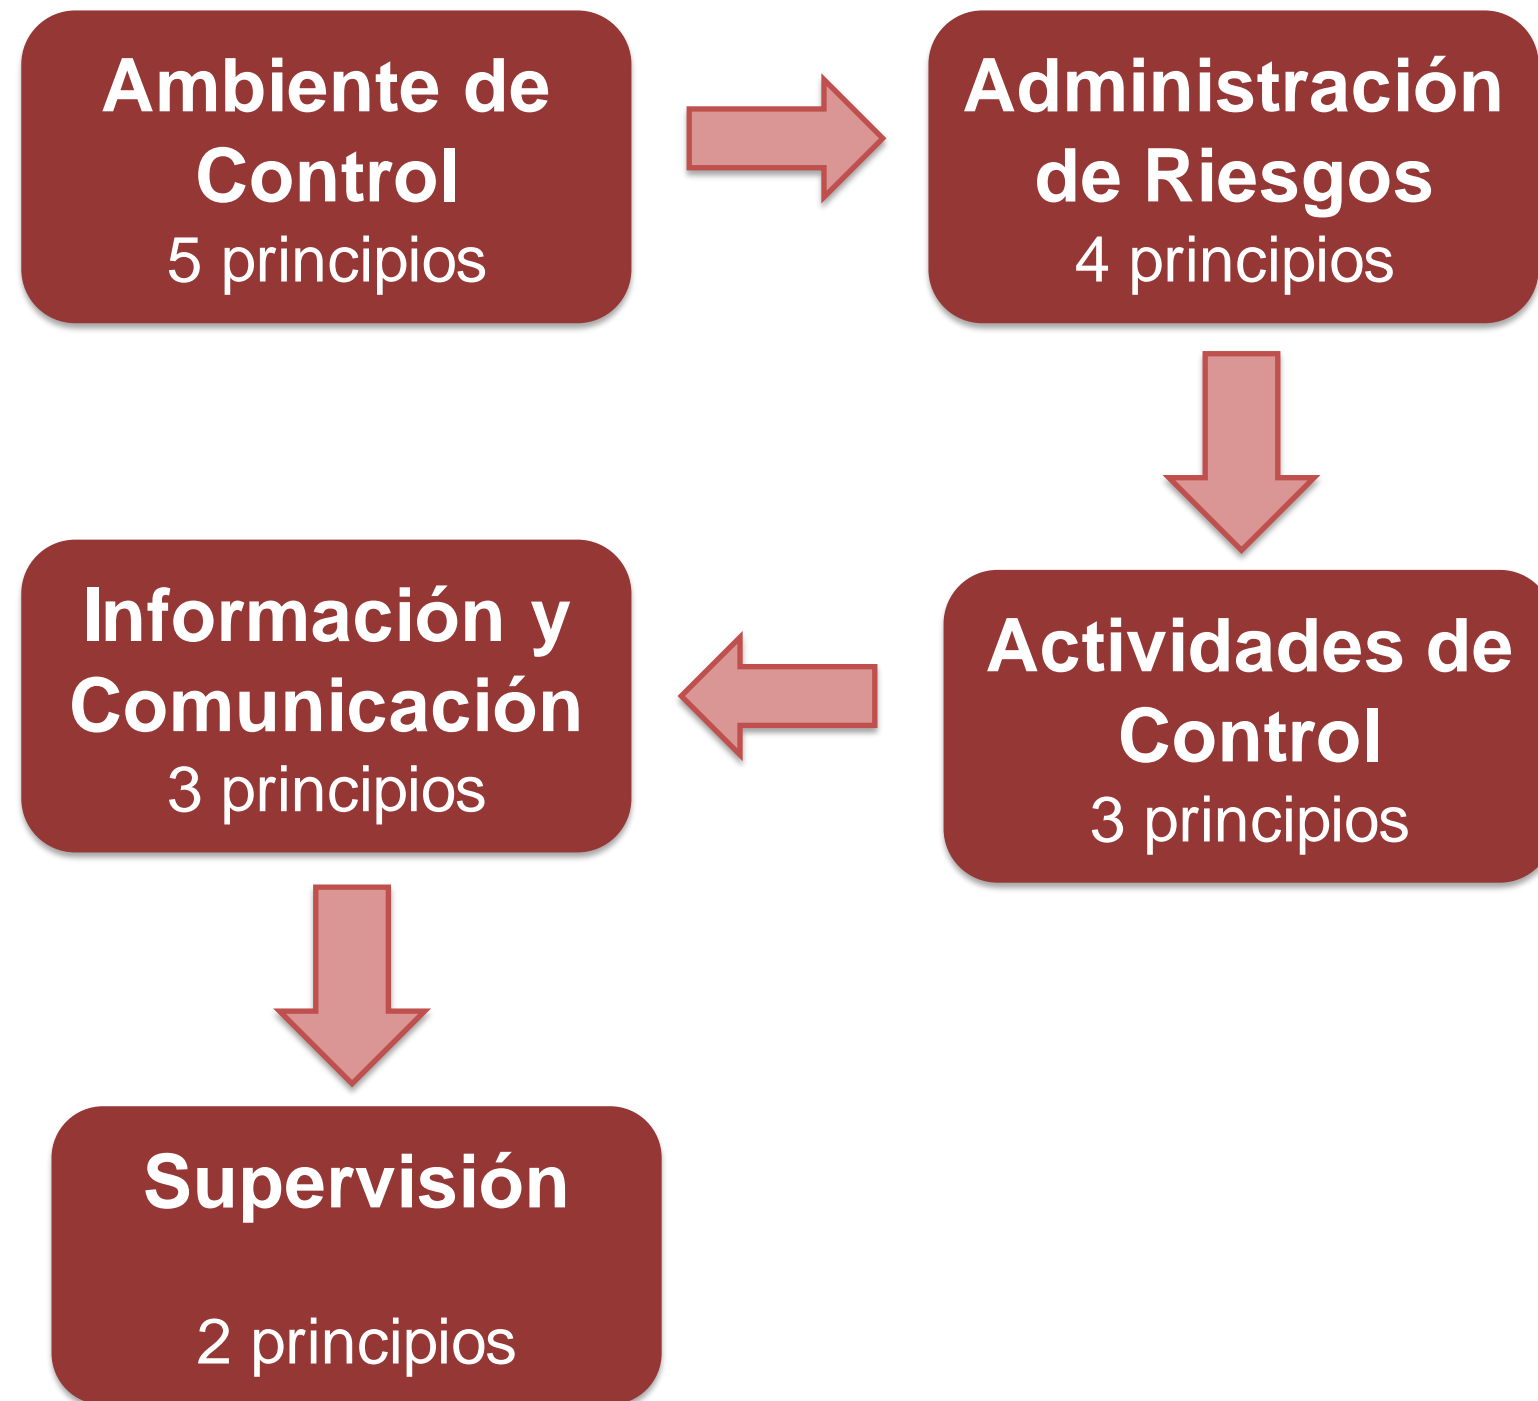 Ambiente de
Control
5 principios
Administración
de Riesgos
4 principios
Actividades de
Control
3 principios
Información y
Comunicación
3 principios
Supervisión
2 principios